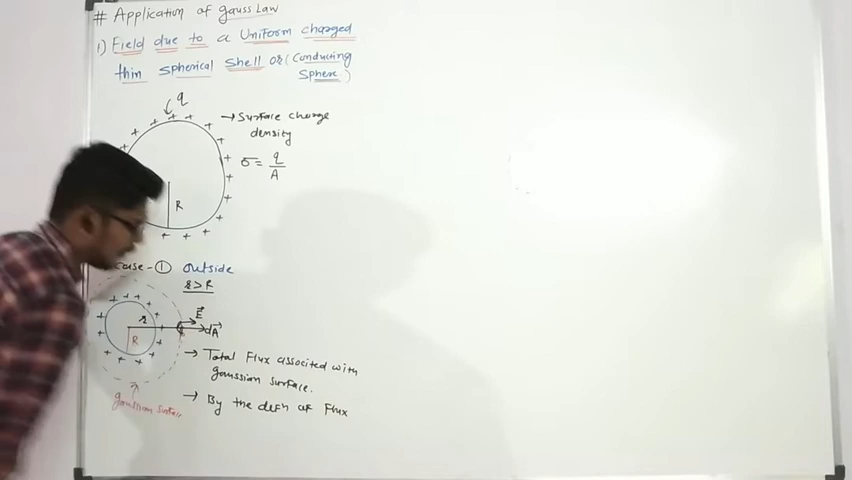 # Application of gauss Law
1) Field due to a Uniform charged
thin spherical Shell or (Conducting
Sphere)
q
→ Surface charge
density
σ = q/A
R
Case - ① outside
r > R
E⃗
dA⃗
r
R
→ Total Flux associted with
gaussian surface.
gaussian surface
→ By the defn of Flux